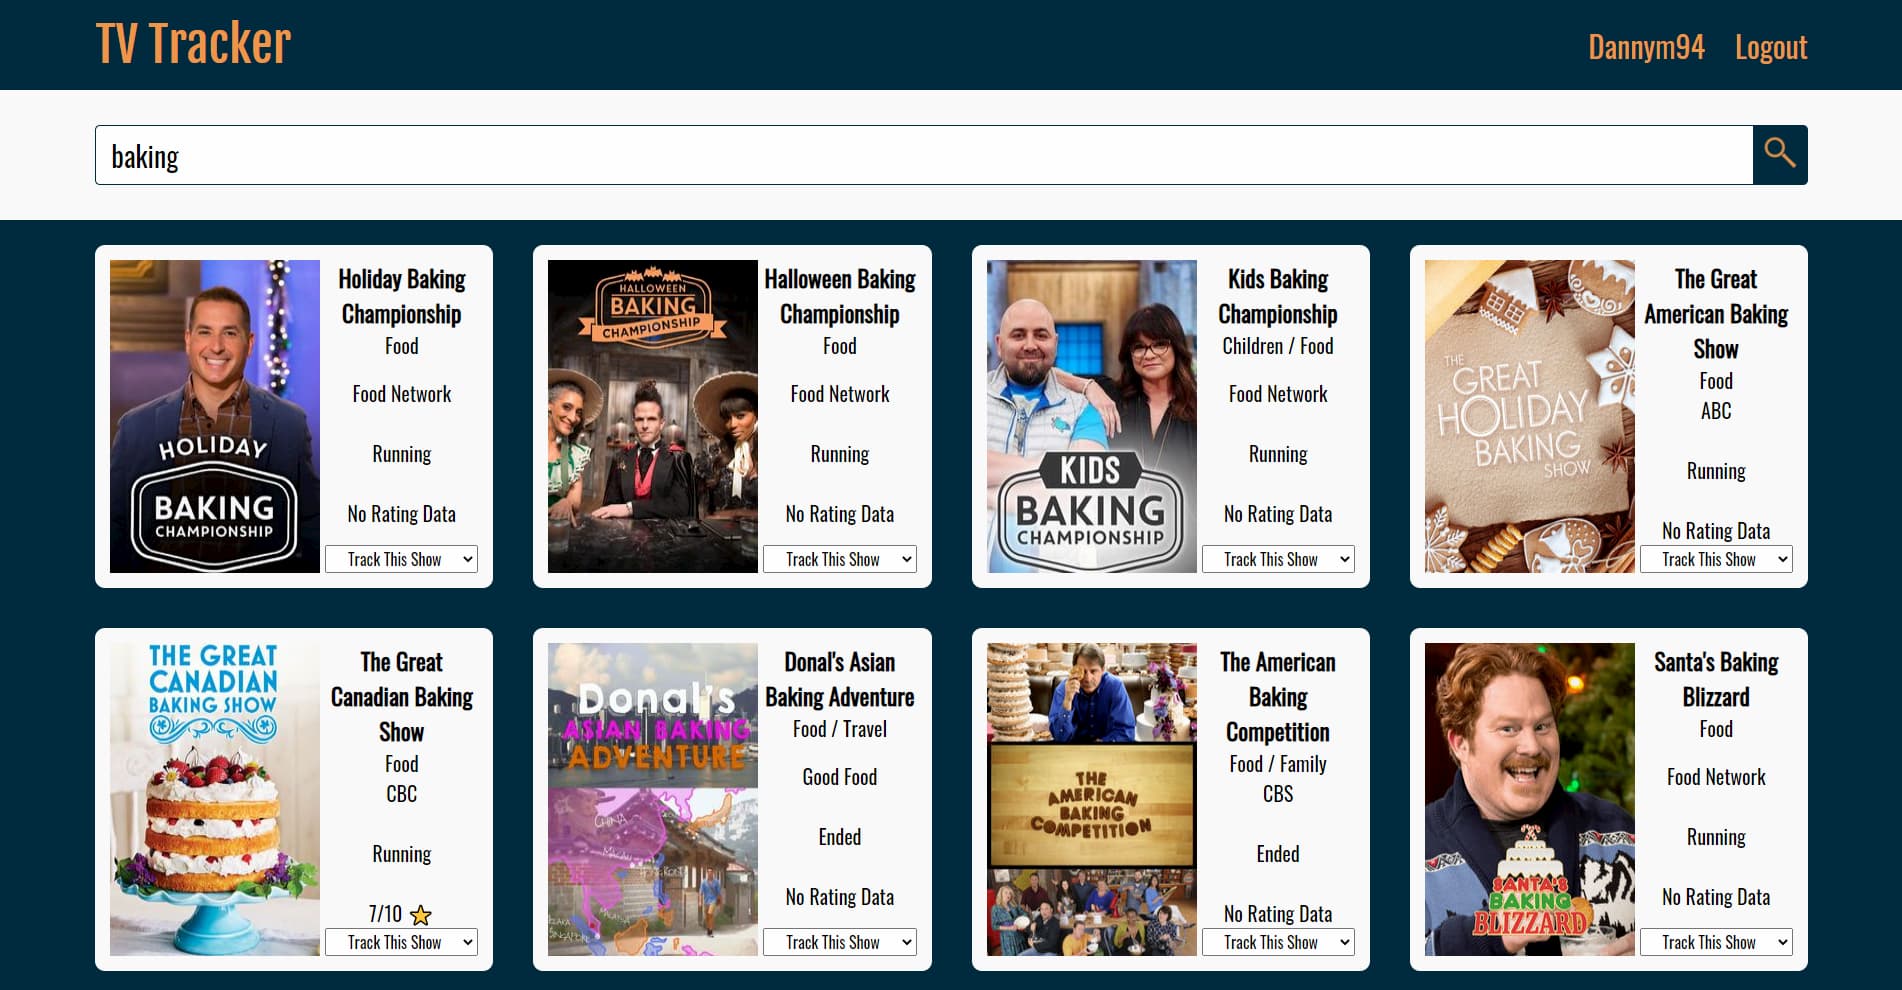 TV Tracker
Dannym94 Logout
baking
HOLIDAY
BAKING
CHAMPIONSHIP
Holiday Baking
Championship
Food
Food Network
Running
No Rating Data
Track This Show
HALLOWEEN
BAKING
CHAMPIONSHIP
Halloween Baking
Championship
Food
Food Network
Running
No Rating Data
Track This Show
KIDS
BAKING
CHAMPIONSHIP
Kids Baking
Championship
Children / Food
Food Network
Running
No Rating Data
Track This Show
THE
GREAT
HOLIDAY
BAKING
SHOW
The Great
American Baking
Show
Food
ABC
Running
No Rating Data
Track This Show
THE GREAT
CANADIAN
BAKING SHOW
The Great
Canadian Baking
Show
Food
CBC
Running
7/10
Track This Show
Donal's
ASIAN BAKING
ADVENTURE
CHINA
MACAU
HONG KONG
MALAYSIA
SINGAPORE
Donal's Asian
Baking Adventure
Food / Travel
Good Food
Ended
No Rating Data
Track This Show
THE
AMERICAN
BAKING
COMPETITION
The American
Baking
Competition
Food / Family
CBS
Ended
No Rating Data
Track This Show
SANTA'S
BAKING
BLIZZARD
Santa's Baking
Blizzard
Food
Food Network
Running
No Rating Data
Track This Show